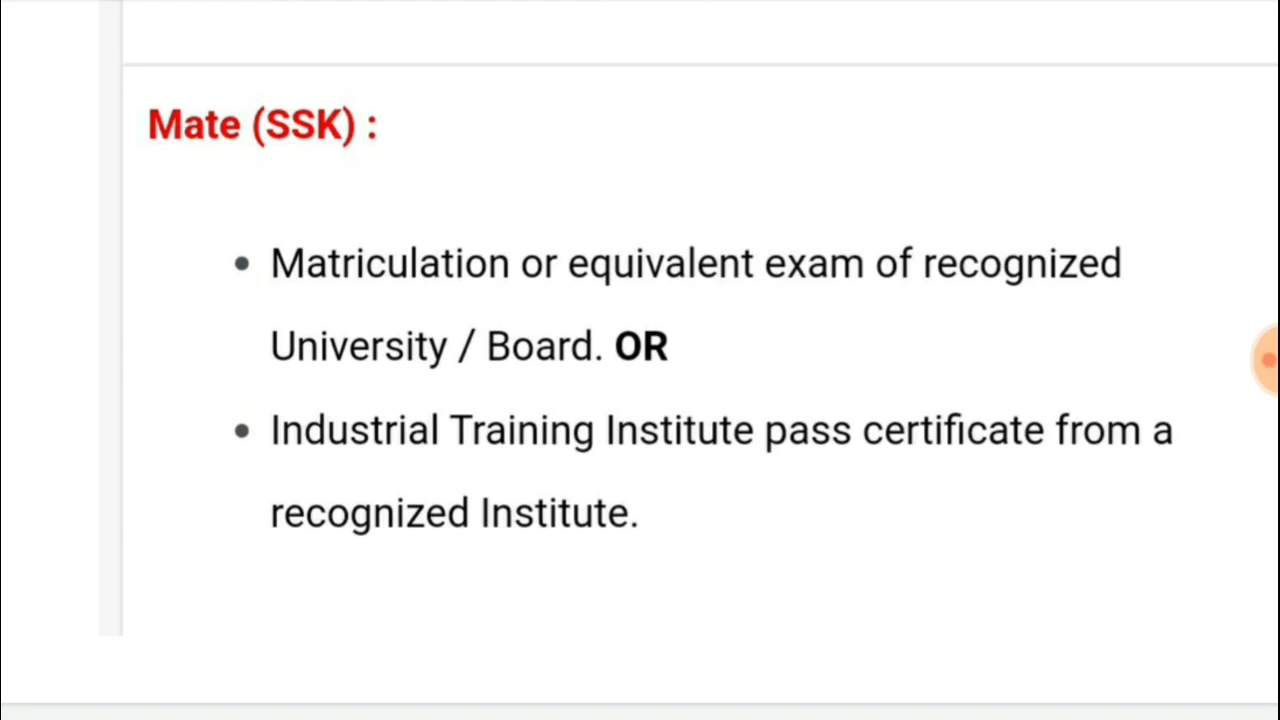 Mate (SSK) :
• Matriculation or equivalent exam of recognized
University / Board. OR
• Industrial Training Institute pass certificate from a
recognized Institute.